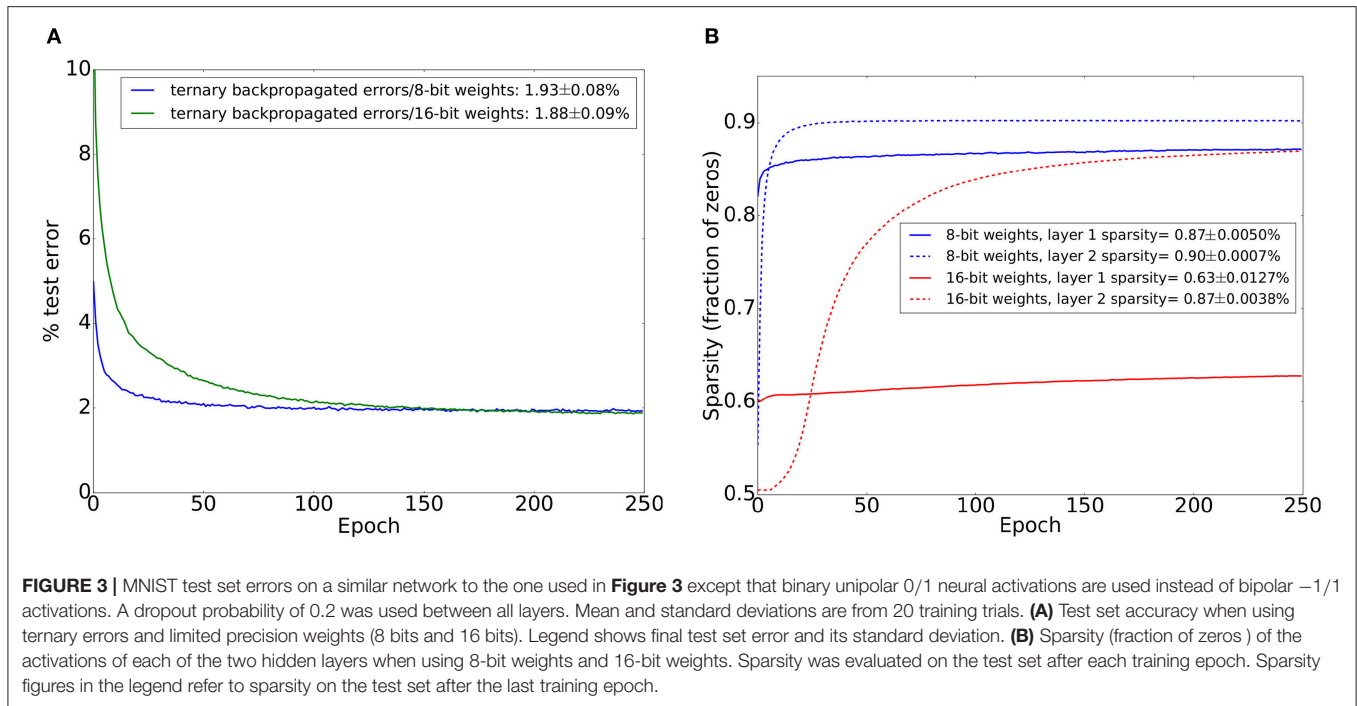 A
10
8
6
4
2
0
% test error
0 50 100 150 200 250
Epoch
ternary backpropagated errors/8-bit weights: 1.93±0.08%
ternary backpropagated errors/16-bit weights: 1.88±0.09%
B
0.9
0.8
0.7
0.6
0.5
Sparsity (fraction of zeros)
0 50 100 150 200 250
Epoch
8-bit weights, layer 1 sparsity= 0.87±0.0050%
8-bit weights, layer 2 sparsity= 0.90±0.0007%
16-bit weights, layer 1 sparsity= 0.63±0.0127%
16-bit weights, layer 2 sparsity= 0.87±0.0038%
FIGURE 3 | MNIST test set errors on a similar network to the one used in Figure 3 except that binary unipolar 0/1 neural activations are used instead of bipolar −1/1
activations. A dropout probability of 0.2 was used between all layers. Mean and standard deviations are from 20 training trials. (A) Test set accuracy when using
ternary errors and limited precision weights (8 bits and 16 bits). Legend shows final test set error and its standard deviation. (B) Sparsity (fraction of zeros ) of the
activations of each of the two hidden layers when using 8-bit weights and 16-bit weights. Sparsity was evaluated on the test set after each training epoch. Sparsity
figures in the legend refer to sparsity on the test set after the last training epoch.